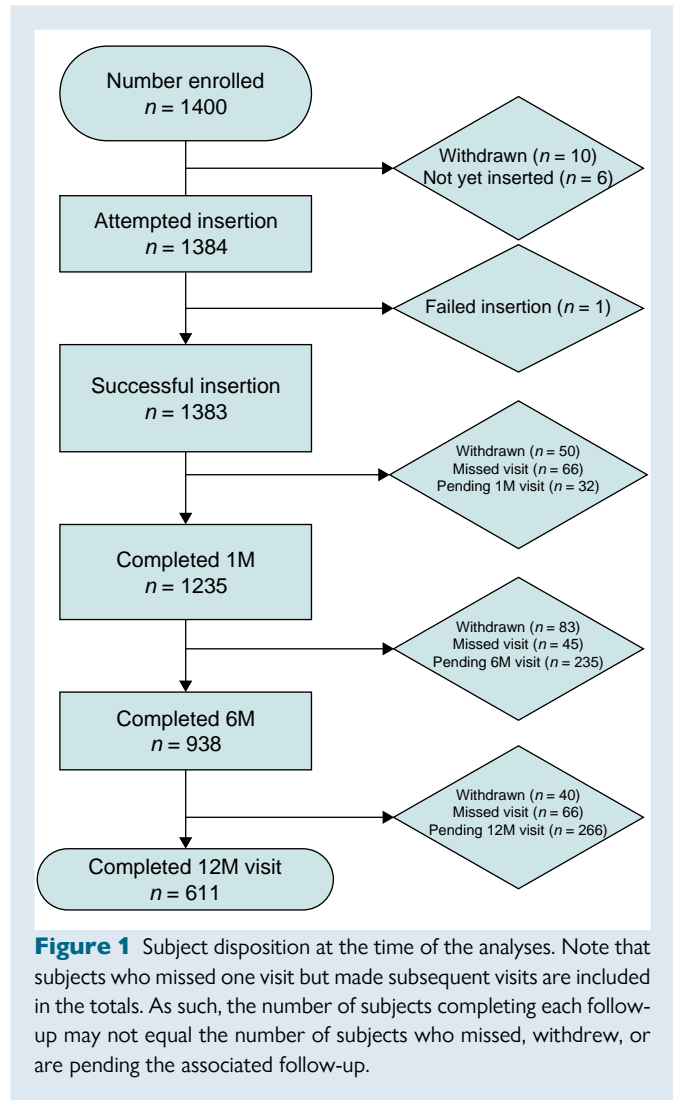 Number enrolled
n = 1400
Withdrawn (n = 10)
Not yet inserted (n = 6)
Attempted insertion
n = 1384
Failed insertion (n = 1)
Successful insertion
n = 1383
Withdrawn (n = 50)
Missed visit (n = 66)
Pending 1M visit (n = 32)
Completed 1M
n = 1235
Withdrawn (n = 83)
Missed visit (n = 45)
Pending 6M visit (n = 235)
Completed 6M
n = 938
Withdrawn (n = 40)
Missed visit (n = 66)
Pending 12M visit (n = 266)
Completed 12M visit
n = 611
Figure 1 Subject disposition at the time of the analyses. Note that
subjects who missed one visit but made subsequent visits are included
in the totals. As such, the number of subjects completing each follow-
up may not equal the number of subjects who missed, withdrew, or
are pending the associated follow-up.